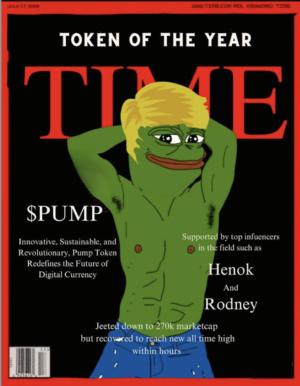 TOKEN OF THE YEAR
TIME
$PUMP
Innovative, Sustainable, and
Revolutionary, Pump Token
Redefines the Future of
Digital Currency
Supported by top infuencers
in the field such as
Henok
And
Rodney
Jeeted down to 270k marketcap
but recovered to reach new all time high
within hours